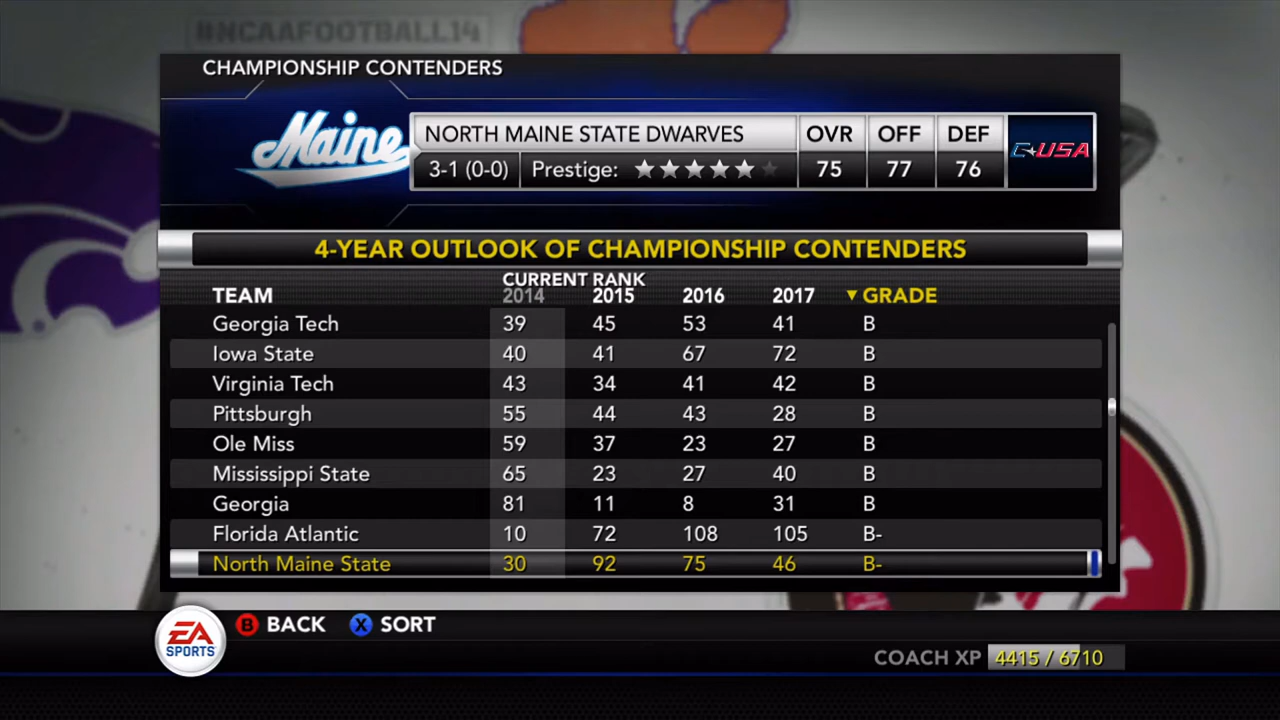 #NCAAFOOTBALL14
CHAMPIONSHIP CONTENDERS
Maine
NORTH MAINE STATE DWARVES OVR OFF DEF
C-USA
3-1 (0-0) Prestige: 75 77 76
4-YEAR OUTLOOK OF CHAMPIONSHIP CONTENDERS
CURRENT RANK
TEAM 2014 2015 2016 2017 ▼ GRADE
Georgia Tech 39 45 53 41 B
Iowa State 40 41 67 72 B
Virginia Tech 43 34 41 42 B
Pittsburgh 55 44 43 28 B
Ole Miss 59 37 23 27 B
Mississippi State 65 23 27 40 B
Georgia 81 11 8 31 B
Florida Atlantic 10 72 108 105 B-
North Maine State 30 92 75 46 B-
EA SPORTS
B BACK X SORT
COACH XP 4415 / 6710